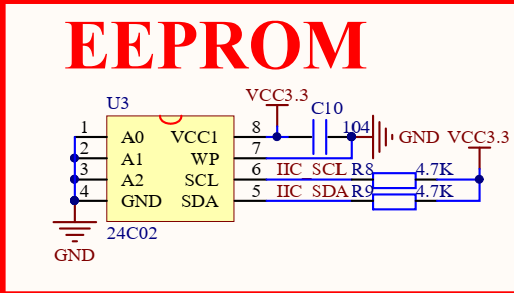 EEPROM
U3
VCC3.3
C10
1 A0 VCC1 8 104 GND VCC3.3
2 A1 WP 7
3 A2 SCL 6 IIC_SCL R8 4.7K
4 GND SDA 5 IIC_SDA R9 4.7K
24C02
GND